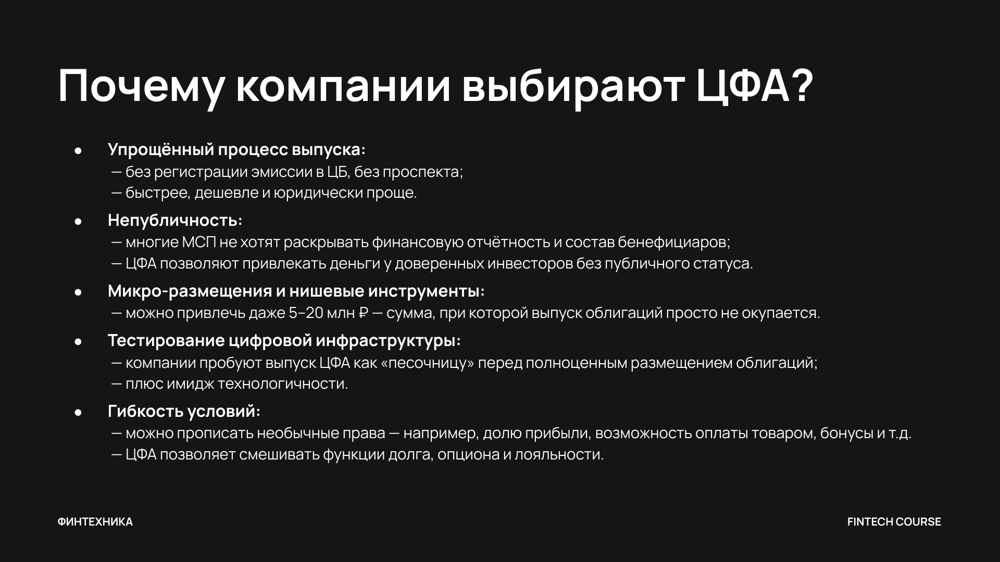 Почему компании выбирают ЦФА?
● Упрощённый процесс выпуска:
— без регистрации эмиссии в ЦБ, без проспекта;
— быстрее, дешевле и юридически проще.
● Непубличность:
— многие МСП не хотят раскрывать финансовую отчётность и состав бенефициаров;
— ЦФА позволяют привлекать деньги у доверенных инвесторов без публичного статуса.
● Микро-размещения и нишевые инструменты:
— можно привлечь даже 5–20 млн ₽ — сумма, при которой выпуск облигаций просто не окупается.
● Тестирование цифровой инфраструктуры:
— компании пробуют выпуск ЦФА как «песочницу» перед полноценным размещением облигаций;
— плюс имидж технологичности.
● Гибкость условий:
— можно прописать необычные права — например, долю прибыли, возможность оплаты товаром, бонусы и т.д.
— ЦФА позволяет смешивать функции долга, опциона и лояльности.
ФИНТЕХНИКА
FINTECH COURSE